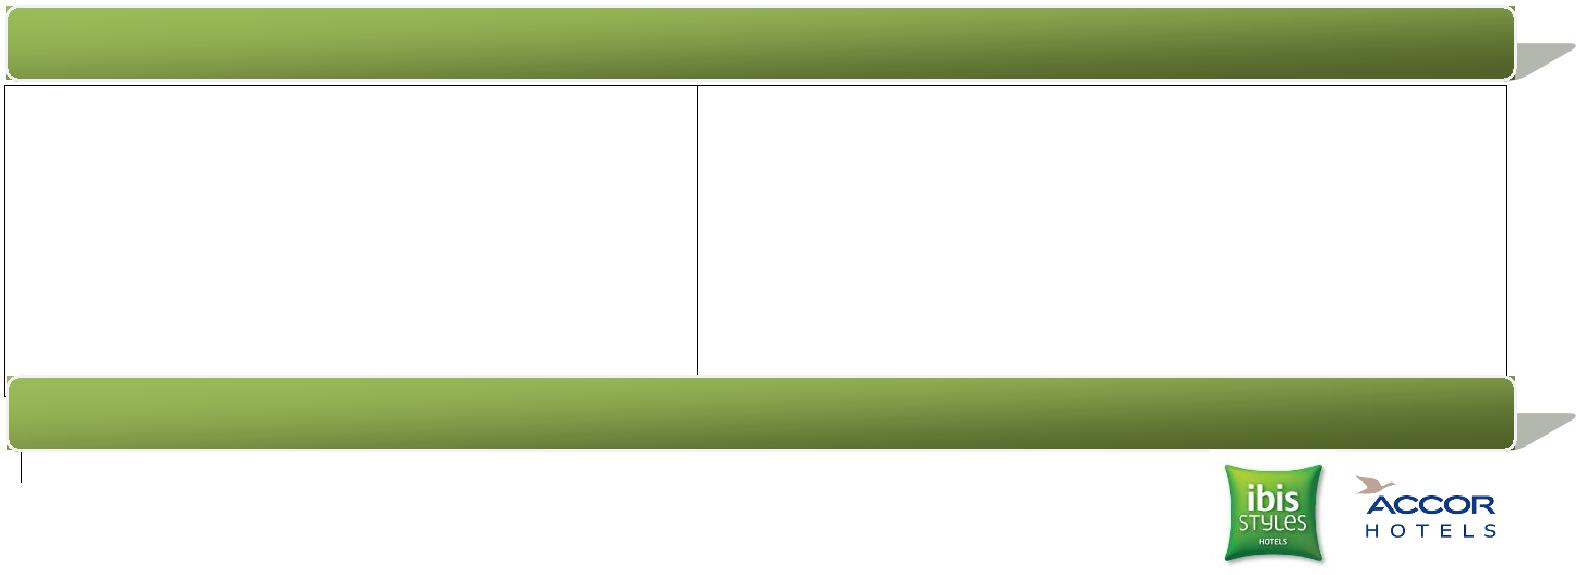 ibis
STYLES
HOTELS
ACCOR
HOTELS